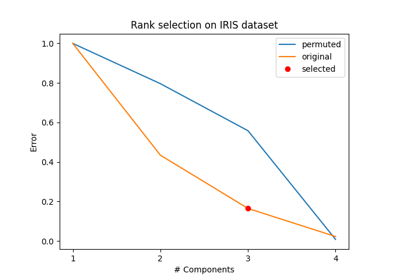 Rank selection on IRIS dataset
permuted
original
selected
1.0
0.8
0.6
0.4
0.2
0.0
Error
1 2 3 4
# Components